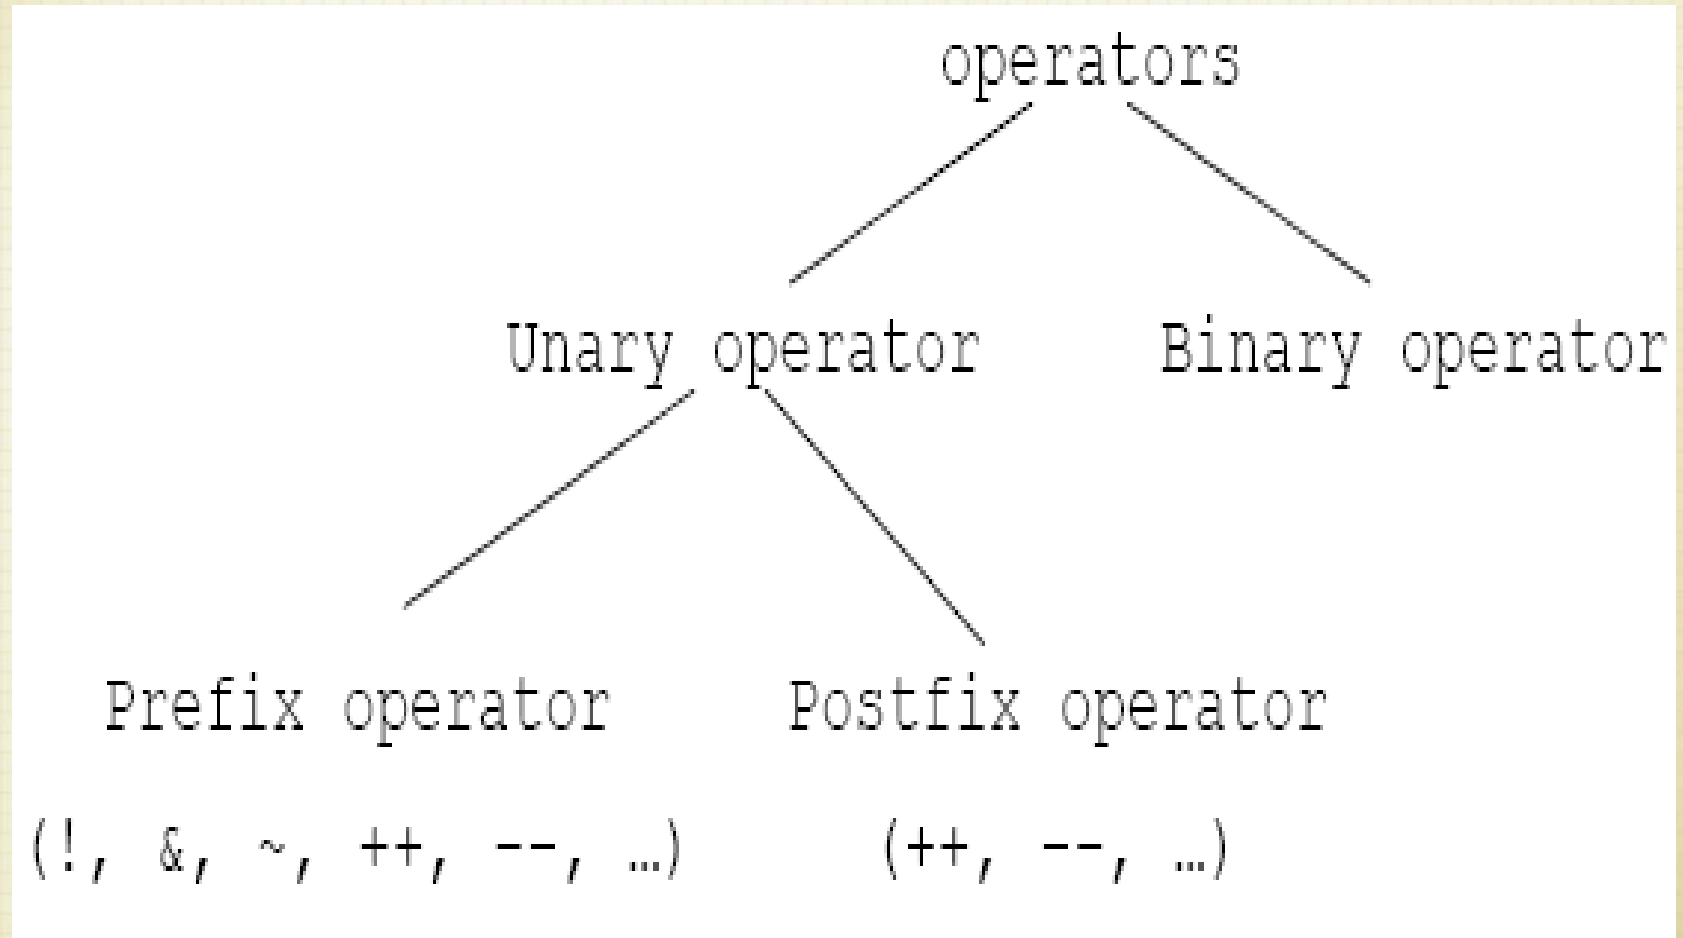 operators
Unary operator Binary operator
Prefix operator Postfix operator
(!, &, ~, ++, --, …) (++, --, …)